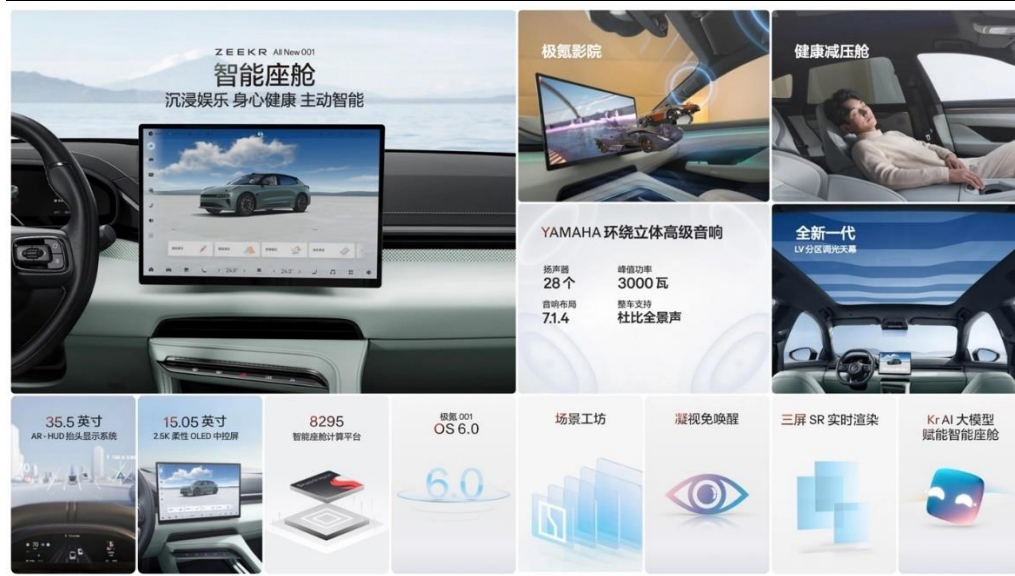 ZEEKR All New 001
智能座舱
沉浸娱乐 身心健康 主动智能
极氪影院
健康减压舱
YAMAHA 环绕立体高级音响
扬声器
28个
峰值功率
3000瓦
音响布局
7.1.4
整车支持
杜比全景声
全新一代
LV分区调光天幕
35.5英寸
AR-HUD抬头显示系统
15.05英寸
2.5K 柔性 OLED 中控屏
8295
智能座舱计算平台
极氪 001
OS 6.0
6.0
场景工坊
凝视免唤醒
三屏 SR 实时渲染
Kr AI 大模型
赋能智能座舱